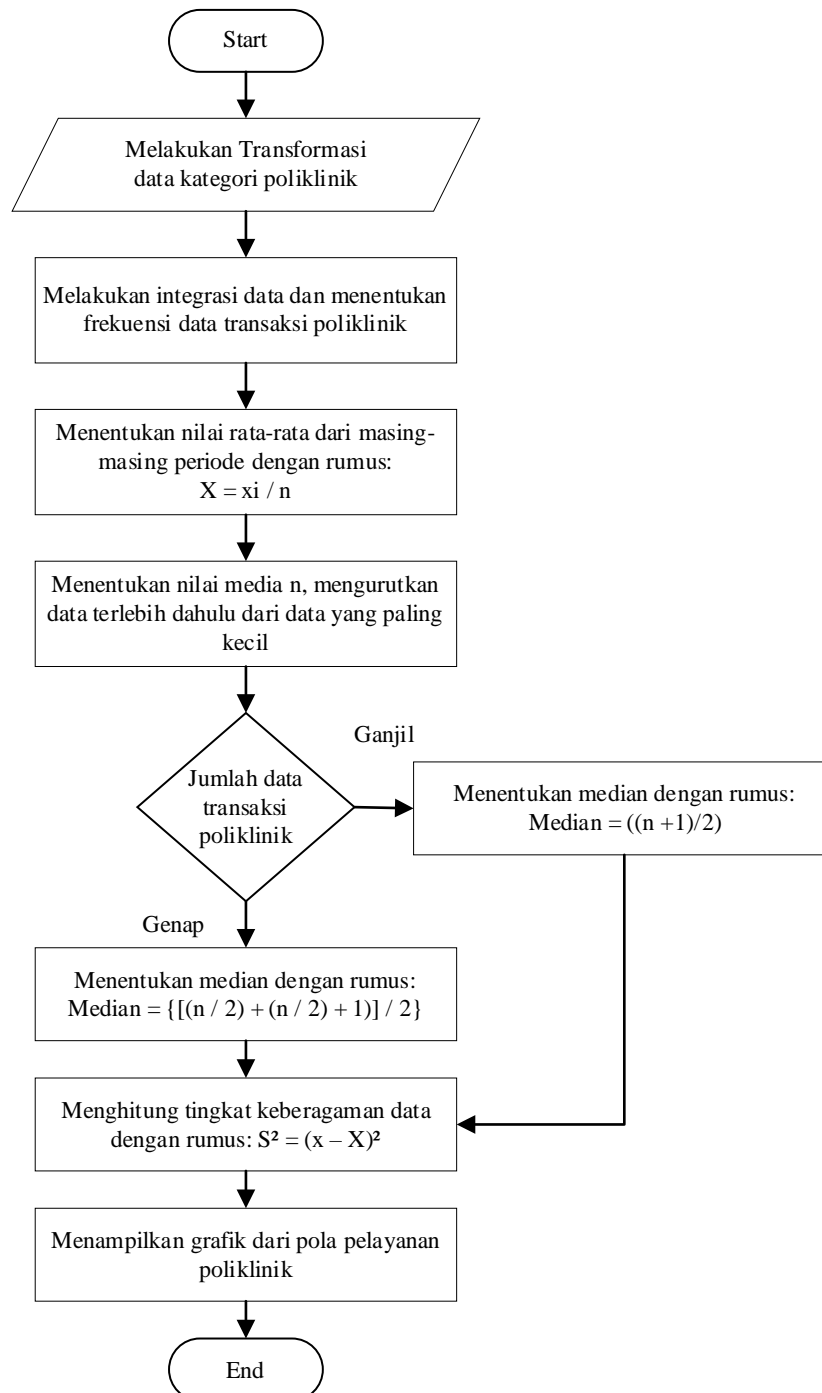 Start
Melakukan Transformasi
data kategori poliklinik
Melakukan integrasi data dan menentukan
frekuensi data transaksi poliklinik
Menentukan nilai rata-rata dari masing-
masing periode dengan rumus:
X = xi / n
Menentukan nilai media n, mengurutkan
data terlebih dahulu dari data yang paling
kecil
Jumlah data
transaksi
poliklinik
Ganjil
Menentukan median dengan rumus:
Median = ((n +1)/2)
Genap
Menentukan median dengan rumus:
Median = {[(n / 2) + (n / 2) + 1)] / 2}
Menghitung tingkat keberagaman data
dengan rumus: S² = (x – X)²
Menampilkan grafik dari pola pelayanan
poliklinik
End